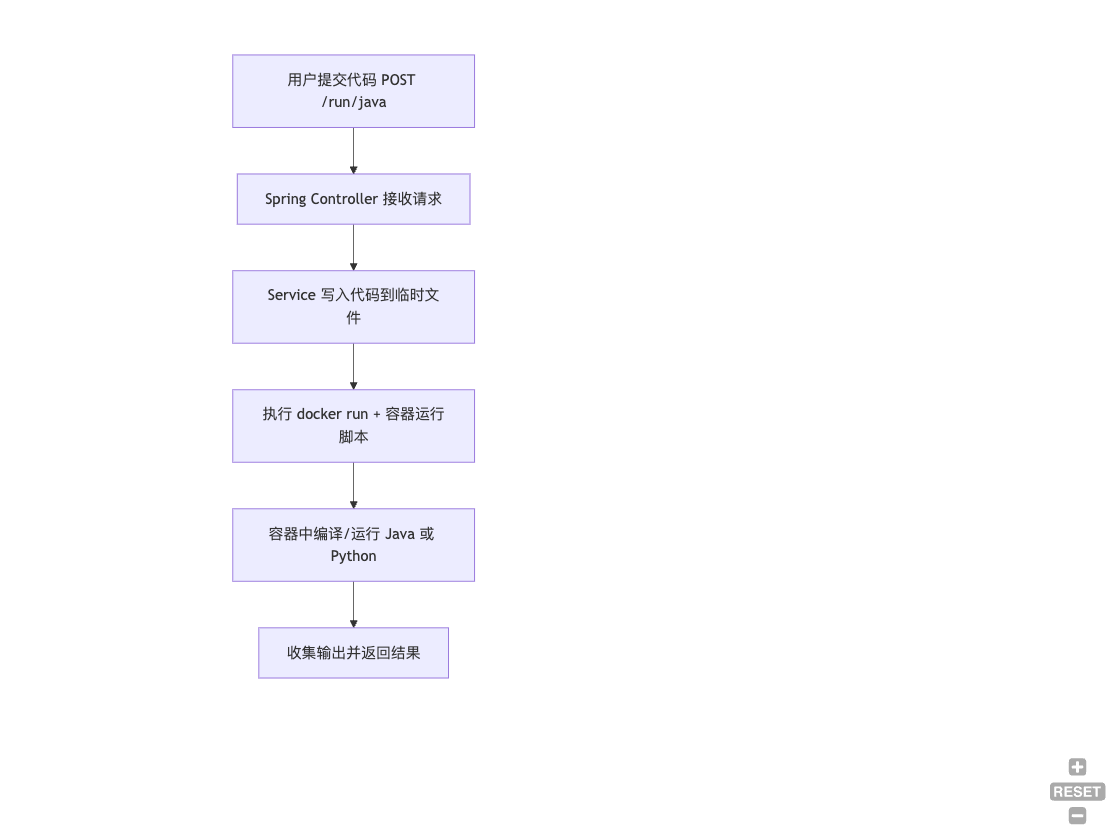 用户提交代码 POST
/run/java
Spring Controller 接收请求
Service 写入代码到临时文
件
执行 docker run + 容器运行
脚本
容器中编译/运行 Java 或
Python
收集输出并返回结果
RESET